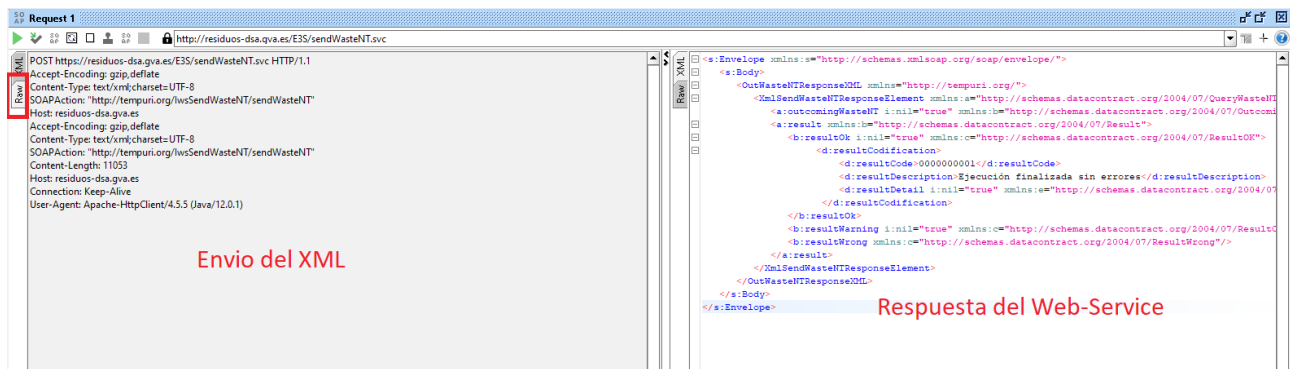 SO
AP Request 1
http://residuos-dsa.gva.es/E3S/sendWasteNT.svc
XML
Raw
POST https://residuos-dsa.gva.es/E3S/sendWasteNT.svc HTTP/1.1
Accept-Encoding: gzip,deflate
Content-Type: text/xml;charset=UTF-8
SOAPAction: "http://tempuri.org/IwsSendWasteNT/sendWasteNT"
Host: residuos-dsa.gva.es
Accept-Encoding: gzip,deflate
Content-Type: text/xml;charset=UTF-8
SOAPAction: "http://tempuri.org/IwsSendWasteNT/sendWasteNT"
Content-Length: 11053
Host: residuos-dsa.gva.es
Connection: Keep-Alive
User-Agent: Apache-HttpClient/4.5.5 (Java/12.0.1)
Envio del XML
XML
Raw
<s:Envelope xmlns:s="http://schemas.xmlsoap.org/soap/envelope/">
<s:Body>
<OutWasteNTResponseXML xmlns="http://tempuri.org/">
<XmlSendWasteNTResponseElement xmlns:a="http://schemas.datacontract.org/2004/07/QueryWasteNT
<a:outcomingWasteNT i:nil="true" xmlns:b="http://schemas.datacontract.org/2004/07/Outcomi
<a:result xmlns:b="http://schemas.datacontract.org/2004/07/Result">
<b:resultOk i:nil="true" xmlns:c="http://schemas.datacontract.org/2004/07/ResultOK">
<d:resultCodification>
<d:resultCode>0000000001</d:resultCode>
<d:resultDescription>Ejecución finalizada sin errores</d:resultDescription>
<d:resultDetail i:nil="true" xmlns:e="http://schemas.datacontract.org/2004/07
</d:resultCodification>
</b:resultOk>
<b:resultWarning i:nil="true" xmlns:c="http://schemas.datacontract.org/2004/07/ResultO
<b:resultWrong xmlns:c="http://schemas.datacontract.org/2004/07/ResultWrong"/>
</a:result>
</XmlSendWasteNTResponseElement>
</OutWasteNTResponseXML>
</s:Body>
</s:Envelope>
Respuesta del Web-Service